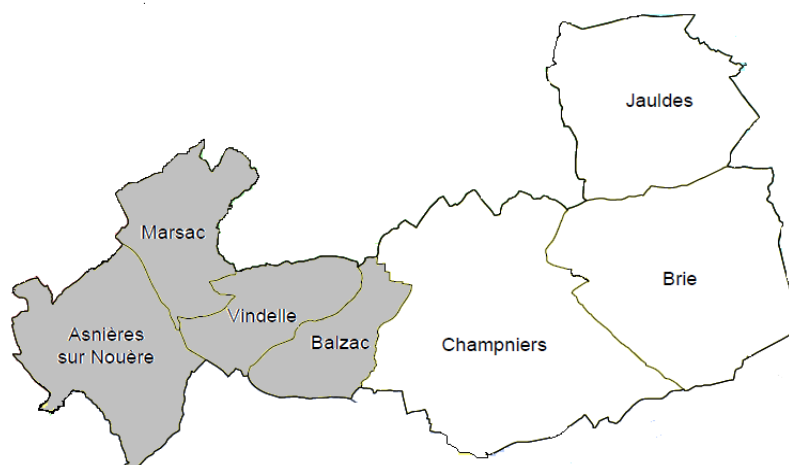 Jauldes
Marsac
Brie
Vindelle
Asnières
sur Nouère
Balzac
Champniers